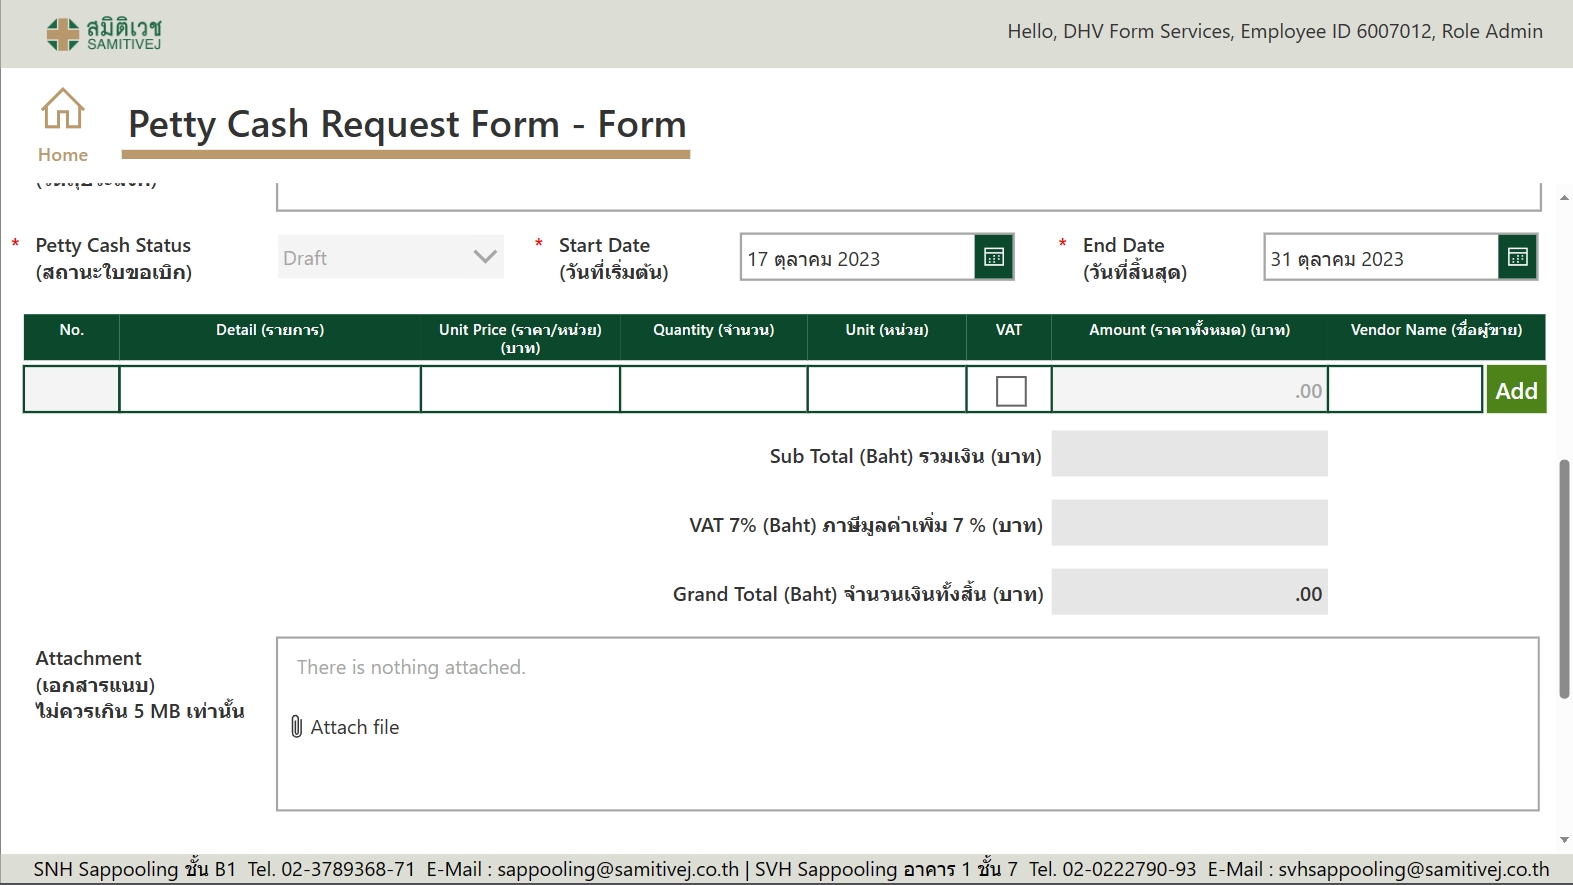 สมิติเวช
SAMITIVEJ
Hello, DHV Form Services, Employee ID 6007012, Role Admin
Home
Petty Cash Request Form - Form
* Petty Cash Status
(สถานะใบขอเบิก)
Draft
* Start Date
(วันที่เริ่มต้น)
17 ตุลาคม 2023
* End Date
(วันที่สิ้นสุด)
31 ตุลาคม 2023
No. Detail (รายการ) Unit Price (ราคา/หน่วย) Quantity (จำนวน) Unit (หน่วย) VAT Amount (ราคาทั้งหมด) (บาท) Vendor Name (ชื่อผู้ขาย)
(บาท)
.00 Add
Sub Total (Baht) รวมเงิน (บาท)
VAT 7% (Baht) ภาษีมูลค่าเพิ่ม 7 % (บาท)
Grand Total (Baht) จำนวนเงินทั้งสิ้น (บาท) .00
Attachment
(เอกสารแนบ)
ไม่ควรเกิน 5 MB เท่านั้น
There is nothing attached.
Attach file
SNH Sappooling ชั้น B1 Tel. 02-3789368-71 E-Mail : sappooling@samitivej.co.th | SVH Sappooling อาคาร 1 ชั้น 7 Tel. 02-0222790-93 E-Mail : svhsappooling@samitivej.co.th